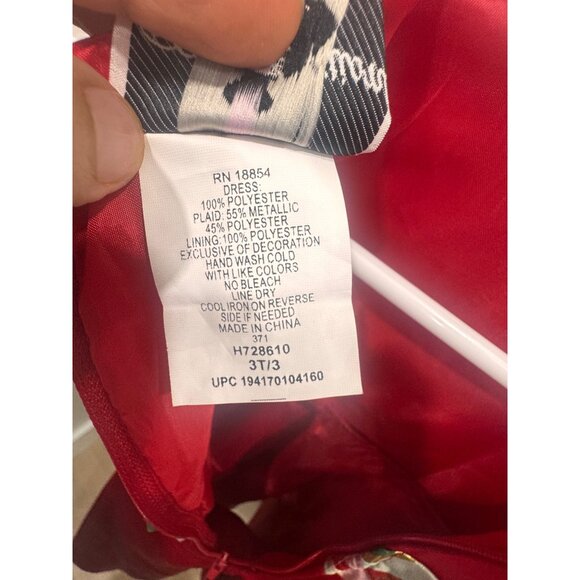 RN 18854
DRESS:
100% POLYESTER
PLAID: 55% METALLIC
45% POLYESTER
LINING: 100% POLYESTER
EXCLUSIVE OF DECORATION
HAND WASH COLD
WITH LIKE COLORS
NO BLEACH
LINE DRY
COOL IRON ON REVERSE
SIDE IF NEEDED
MADE IN CHINA
371
H728610
3T/3
UPC 194170104160